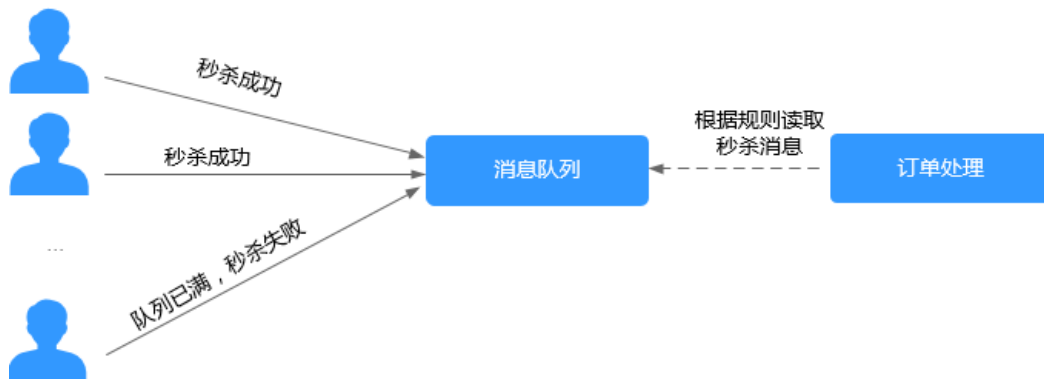 秒杀成功
秒杀成功
...
队列已满，秒杀失败
消息队列
根据规则读取
秒杀消息
订单处理